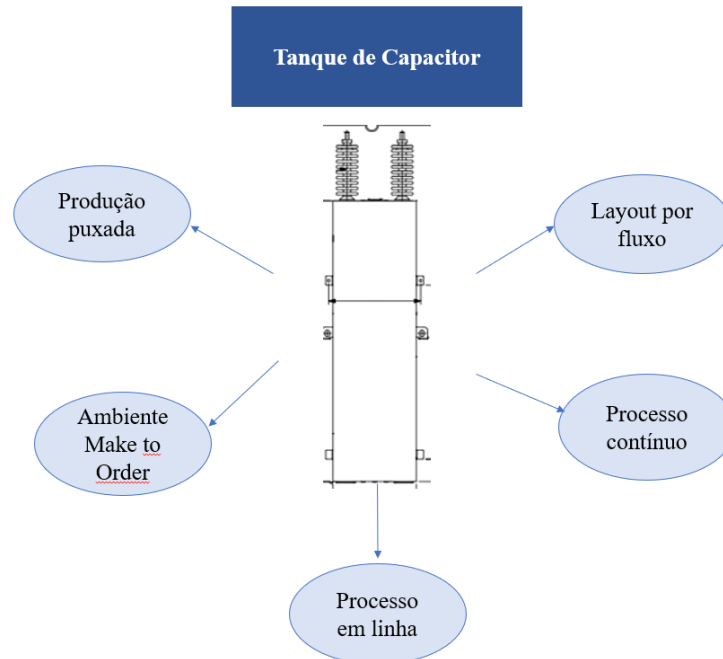 Tanque de Capacitor
Produção
puxada
Layout por
fluxo
Ambiente
Make to
Order
Processo
contínuo
Processo
em linha